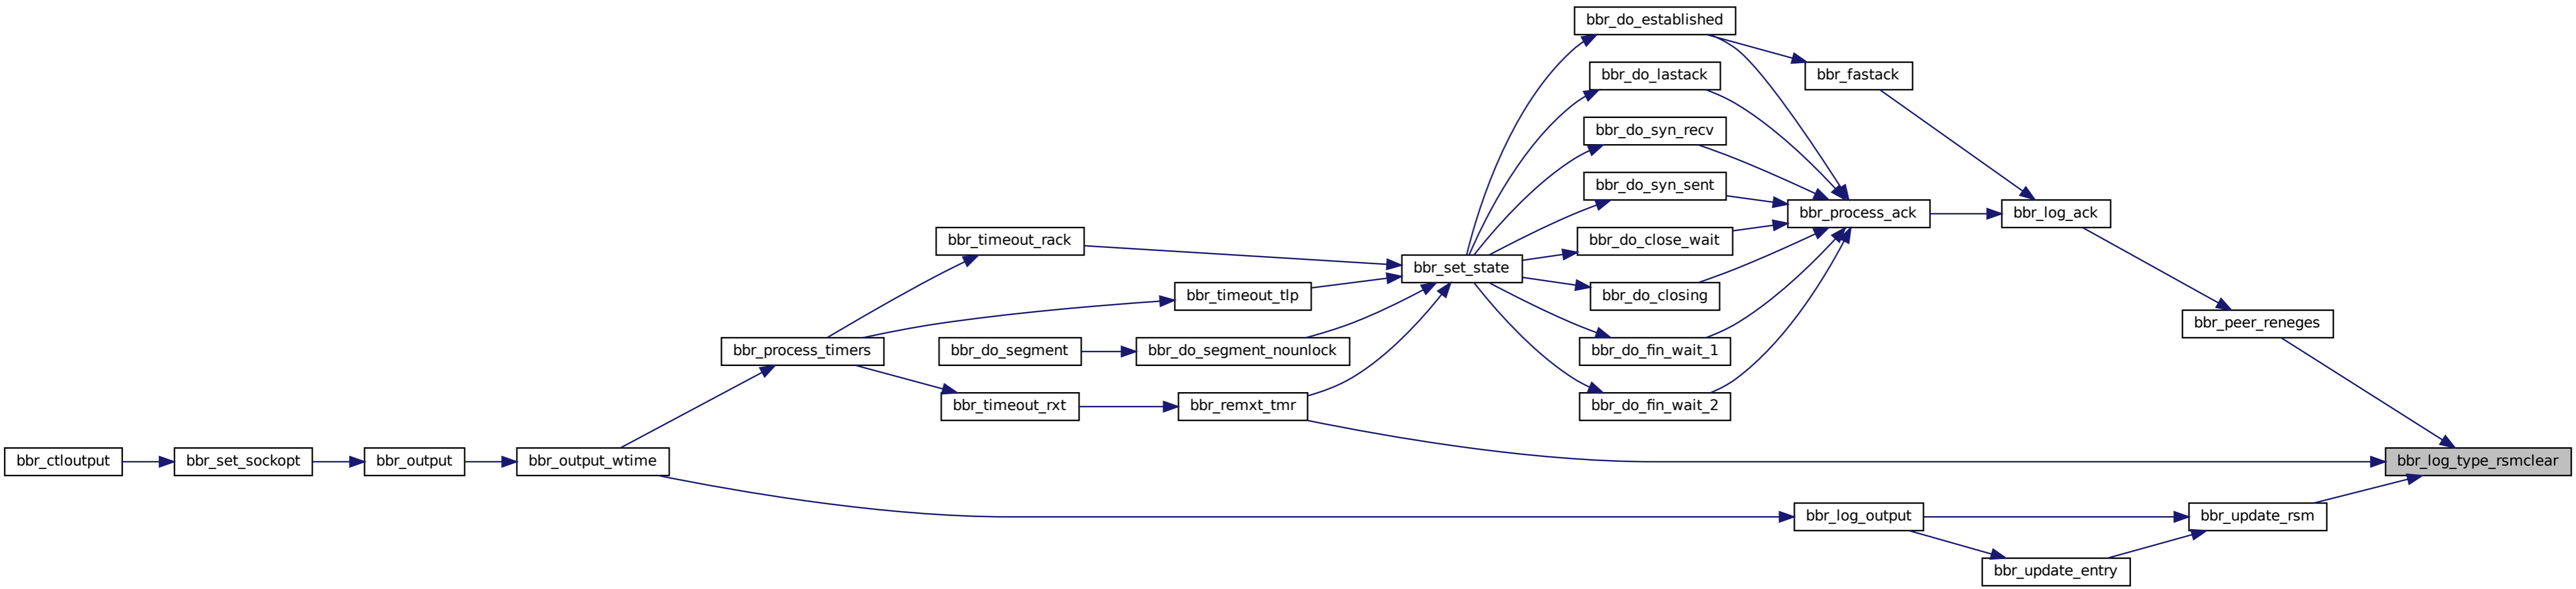 bbr_do_established
bbr_do_lastack
bbr_fastack
bbr_do_syn_recv
bbr_do_syn_sent
bbr_process_ack
bbr_log_ack
bbr_timeout_rack
bbr_do_close_wait
bbr_set_state
bbr_timeout_tlp
bbr_do_closing
bbr_peer_reneges
bbr_process_timers
bbr_do_segment
bbr_do_segment_nounlock
bbr_do_fin_wait_1
bbr_timeout_rxt
bbr_remxt_tmr
bbr_do_fin_wait_2
bbr_ctloutput
bbr_set_sockopt
bbr_output
bbr_output_wtime
bbr_log_type_rsmclear
bbr_log_output
bbr_update_rsm
bbr_update_entry